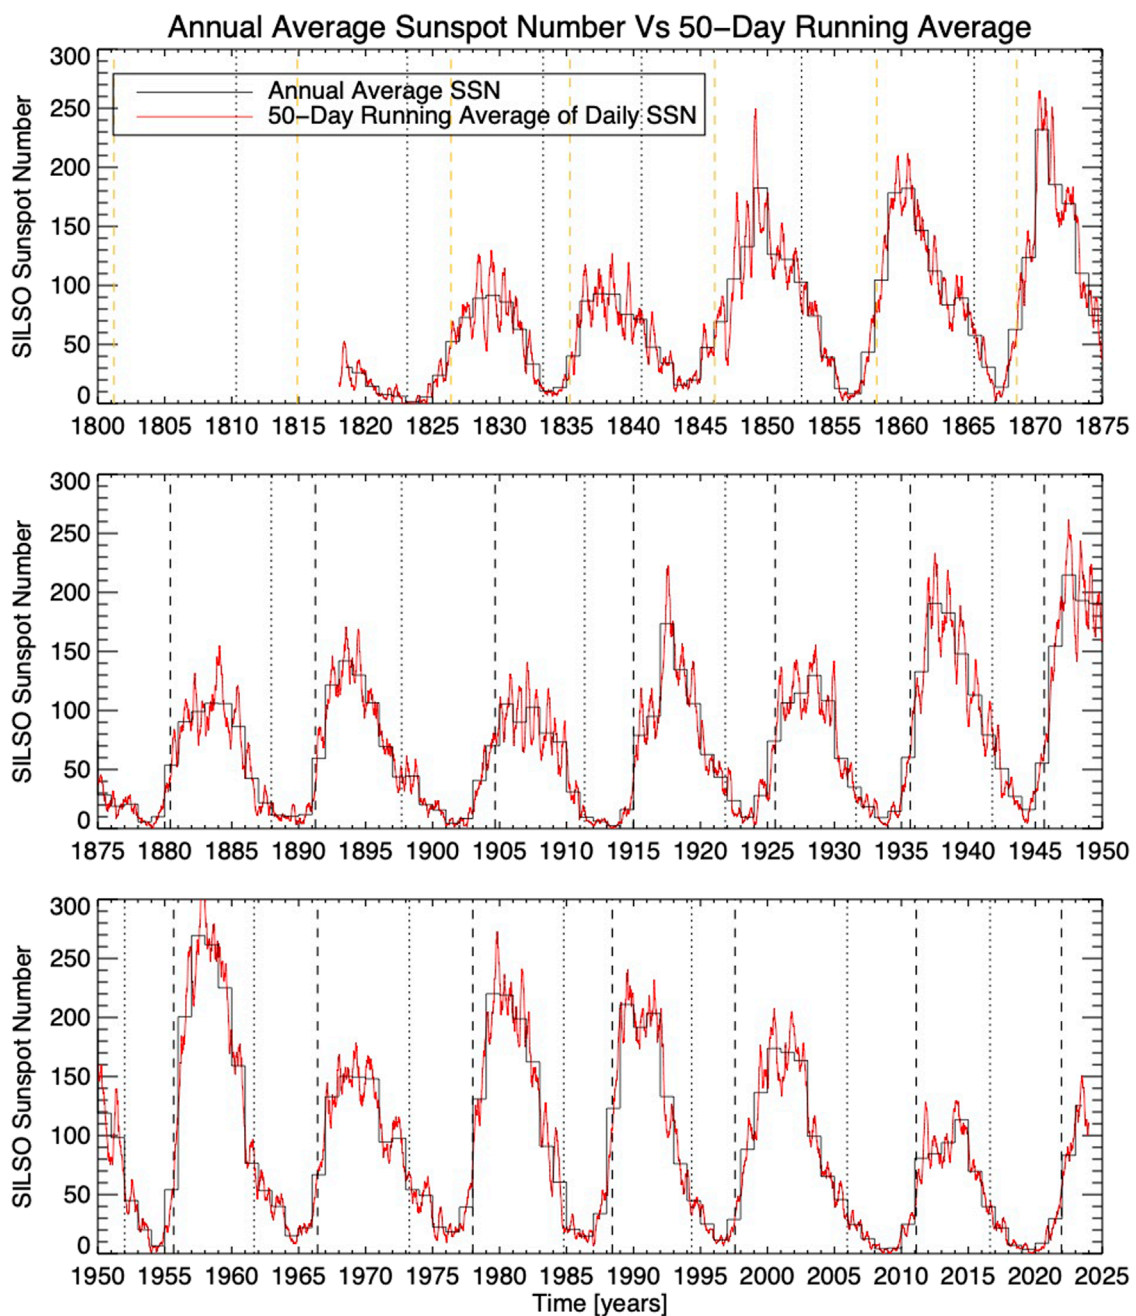 Annual Average Sunspot Number Vs 50−Day Running Average
SILSO Sunspot Number
300
250
200
150
100
50
0
Annual Average SSN
50−Day Running Average of Daily SSN
1800 1805 1810 1815 1820 1825 1830 1835 1840 1845 1850 1855 1860 1865 1870 1875
SILSO Sunspot Number
300
250
200
150
100
50
0
1875 1880 1885 1890 1895 1900 1905 1910 1915 1920 1925 1930 1935 1940 1945 1950
SILSO Sunspot Number
300
250
200
150
100
50
0
1950 1955 1960 1965 1970 1975 1980 1985 1990 1995 2000 2005 2010 2015 2020 2025
Time [years]